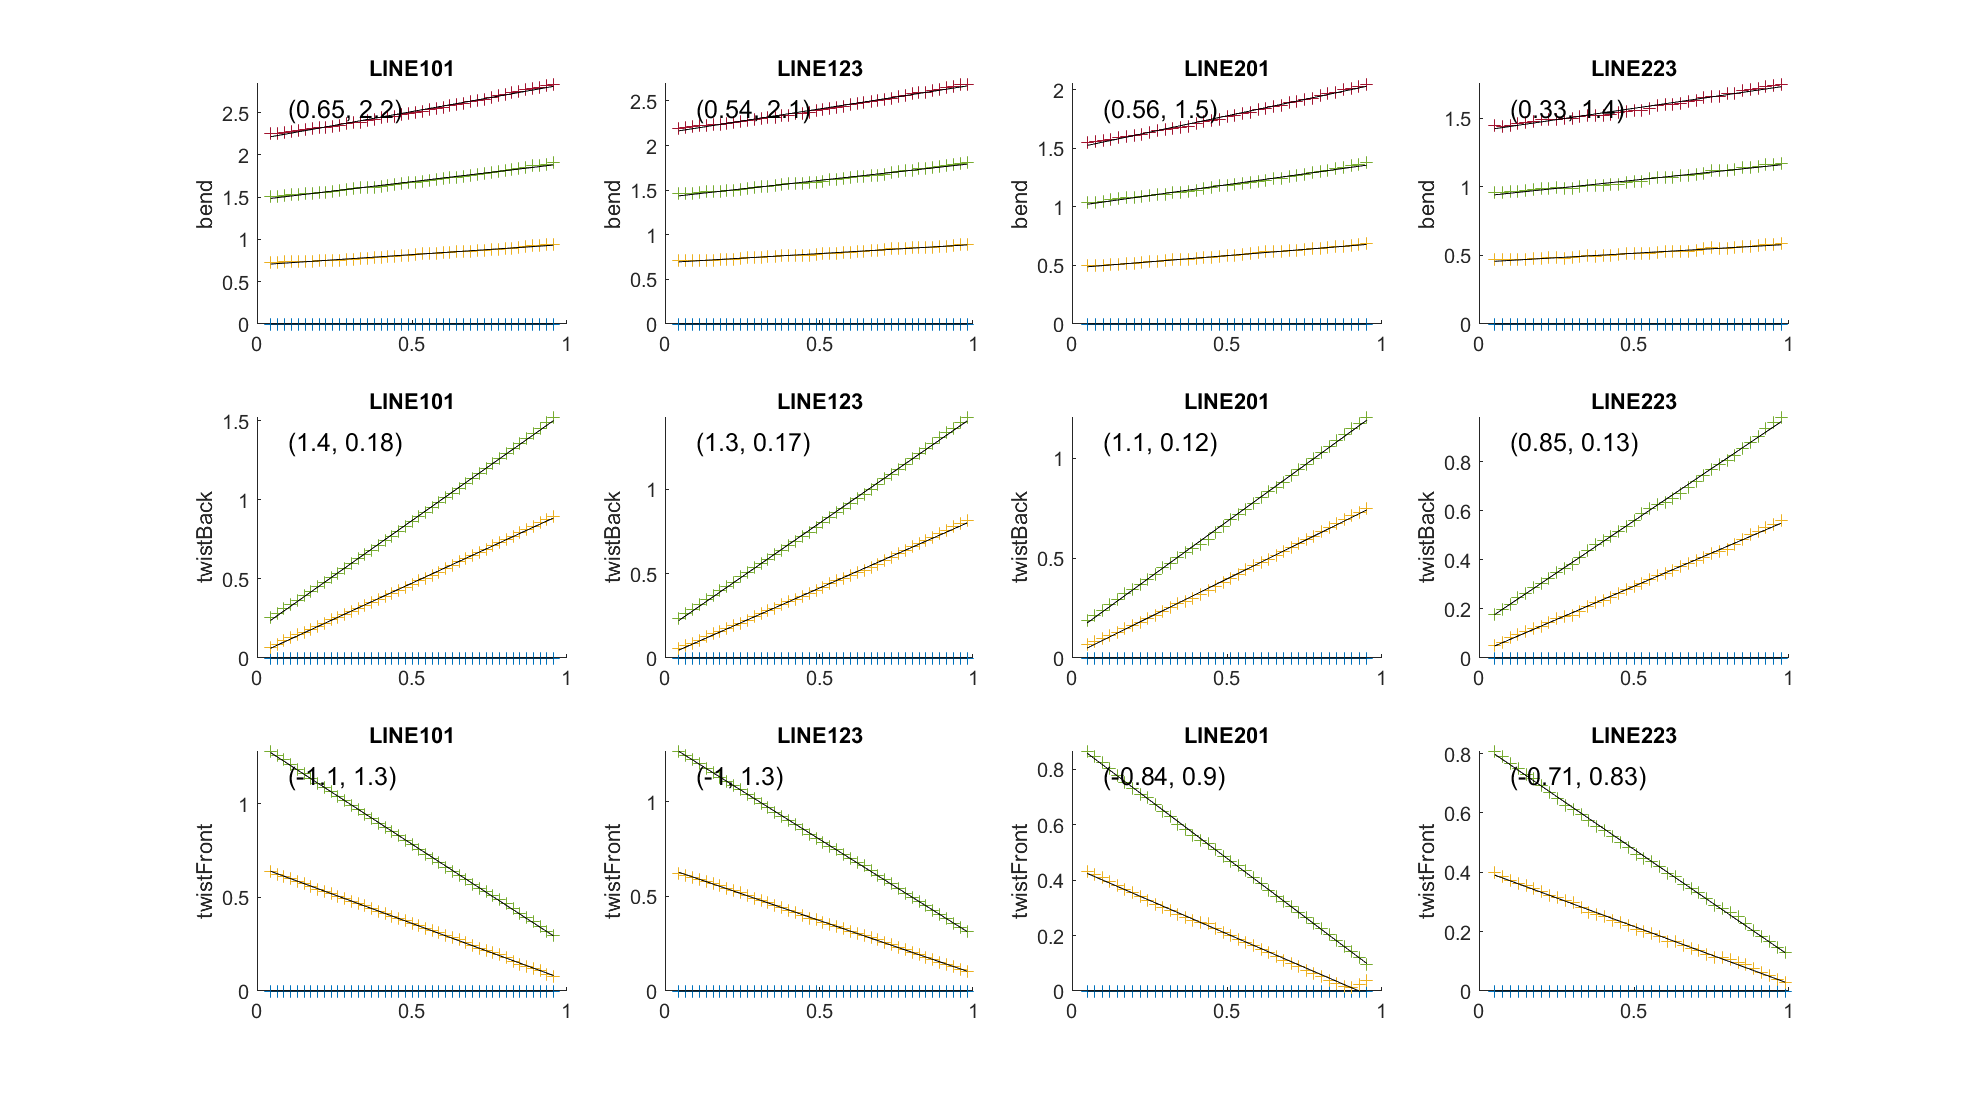 LINE101 LINE123 LINE201 LINE223
(0.65, 2.2) (0.54, 2.1) (0.56, 1.5) (0.33, 1.4)
bend bend bend bend
2.5 2 1.5 1 0.5 0
2.5 2 1.5 1 0.5 0
2 1.5 1 0.5 0
1.5 1 0.5 0
0 0.5 1 0 0.5 1 0 0.5 1 0 0.5 1
LINE101 LINE123 LINE201 LINE223
(1.4, 0.18) (1.3, 0.17) (1.1, 0.12) (0.85, 0.13)
twistBack twistBack twistBack twistBack
1.5 1 0.5 0
1 0.5 0
1 0.5 0
0.8 0.6 0.4 0.2 0
0 0.5 1 0 0.5 1 0 0.5 1 0 0.5 1
LINE101 LINE123 LINE201 LINE223
(-1.1, 1.3) (-1, 1.3) (-0.84, 0.9) (-0.71, 0.83)
twistFront twistFront twistFront twistFront
1 0.5 0
1 0.5 0
0.8 0.6 0.4 0.2 0
0.8 0.6 0.4 0.2 0
0 0.5 1 0 0.5 1 0 0.5 1 0 0.5 1